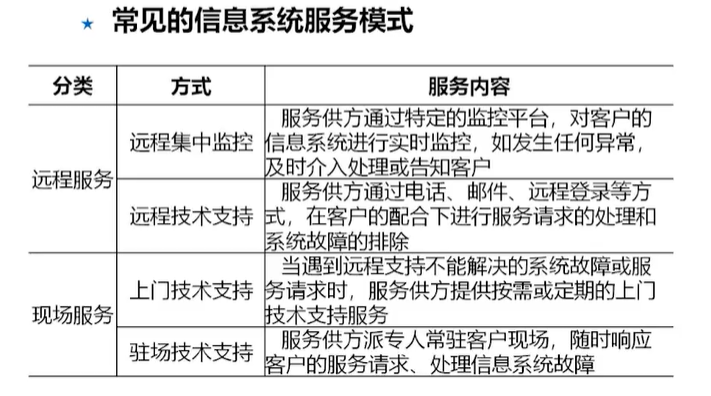 常见的信息系统服务模式
分类 方式 服务内容
远程服务
远程集中监控
服务供方通过特定的监控平台，对客户的
信息系统进行实时监控，如发生任何异常，
及时介入处理或告知客户
远程技术支持
服务供方通过电话、邮件、远程登录等方
式，在客户的配合下进行服务请求的处理和
系统故障的排除
现场服务
上门技术支持
当遇到远程支持不能解决的系统故障或服
务请求时，服务供方提供按需或定期的上门
技术支持服务
驻场技术支持
服务供方派专人常驻客户现场，随时响应
客户的服务请求、处理信息系统故障